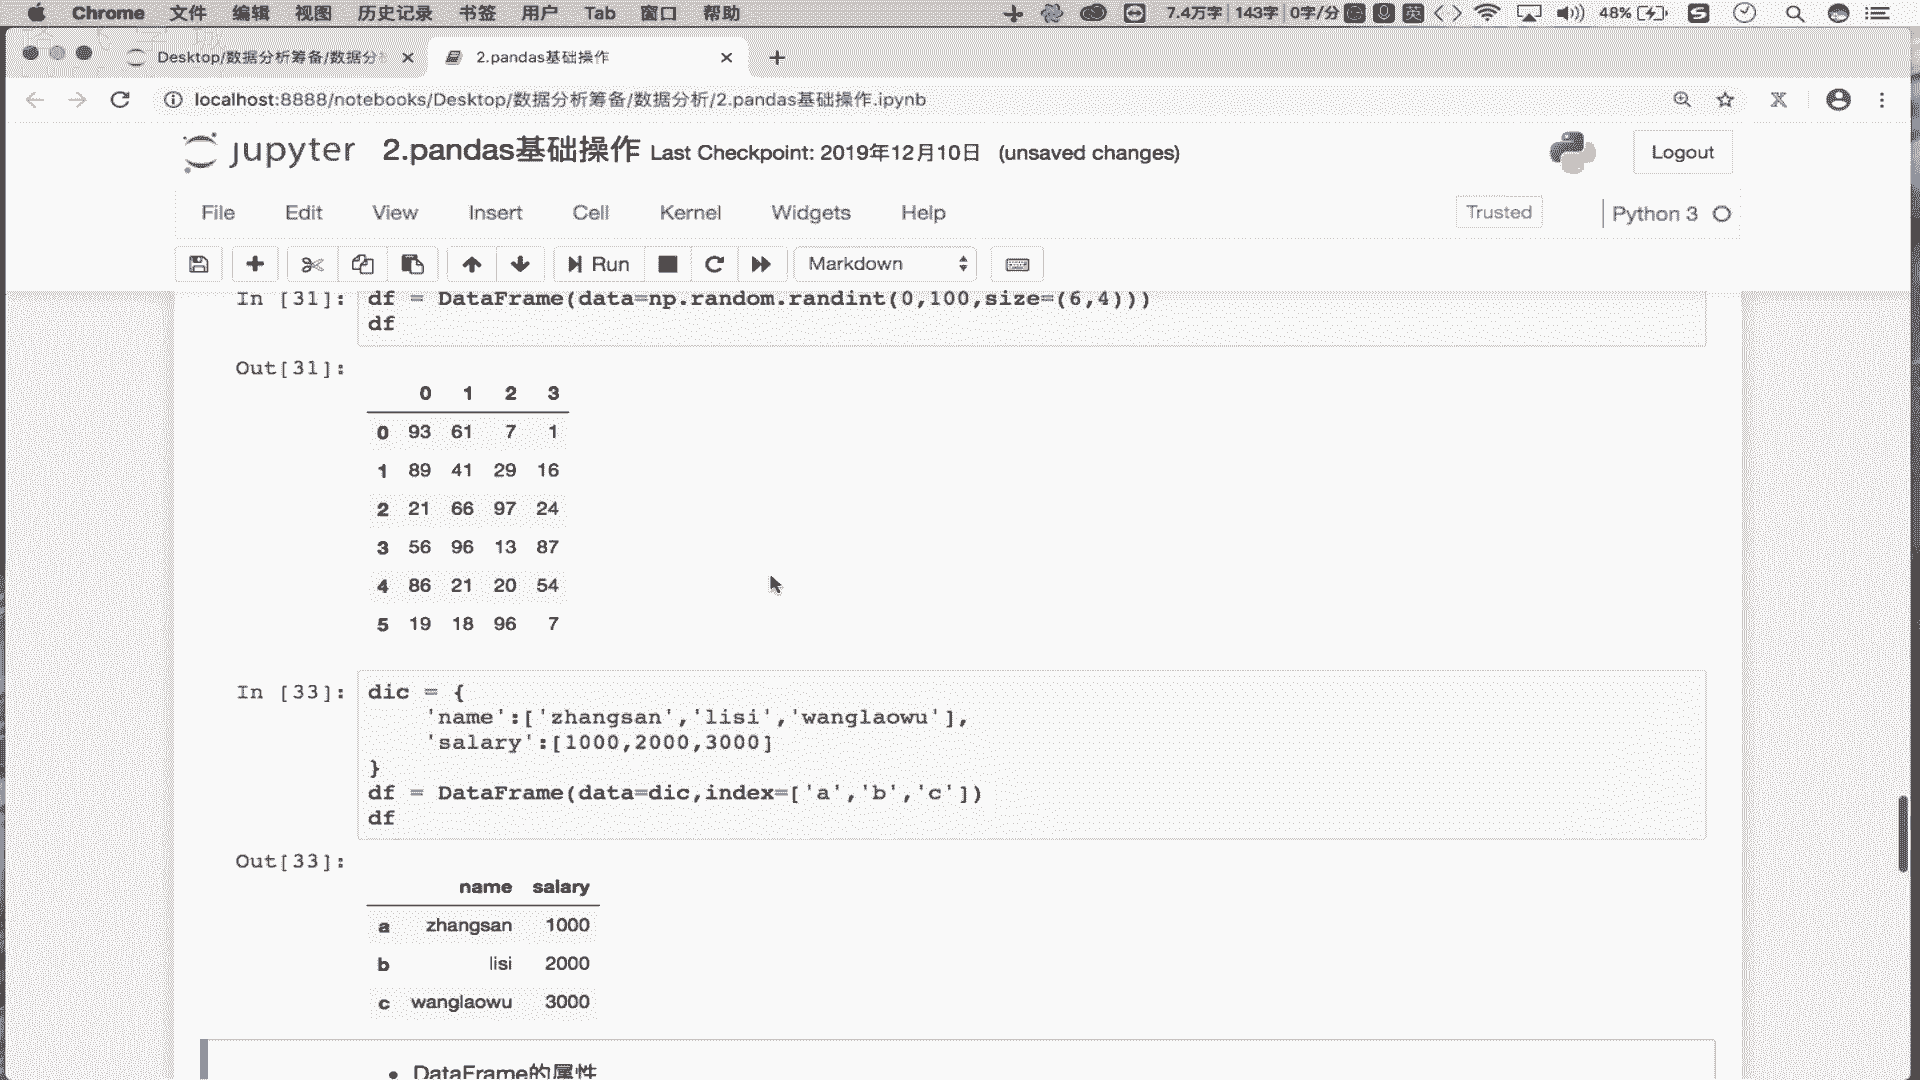 Chrome 文件 编辑 视图 历史记录 书签 用户 Tab 窗口 帮助 7.4万字 143字 0字/分 英 48%
Desktop/数据分析筹备/数据分 2.pandas基础操作
localhost:8888/notebooks/Desktop/数据分析筹备/数据分析/2.pandas基础操作.ipynb
jupyter 2.pandas基础操作 Last Checkpoint: 2019年12月10日 (unsaved changes) Logout
File Edit View Insert Cell Kernel Widgets Help Trusted Python 3
Run Markdown
In [31]: df = DataFrame(data=np.random.randint(0,100,size=(6,4)))
df
Out[31]:
0 1 2 3
0 93 61 7 1
1 89 41 29 16
2 21 66 97 24
3 56 96 13 87
4 86 21 20 54
5 19 18 96 7
In [33]: dic = {
'name':['zhangsan','lisi','wanglaowu'],
'salary':[1000,2000,3000]
}
df = DataFrame(data=dic,index=['a','b','c'])
df
Out[33]:
name salary
a zhangsan 1000
b lisi 2000
c wanglaowu 3000
• DataFrame的属性